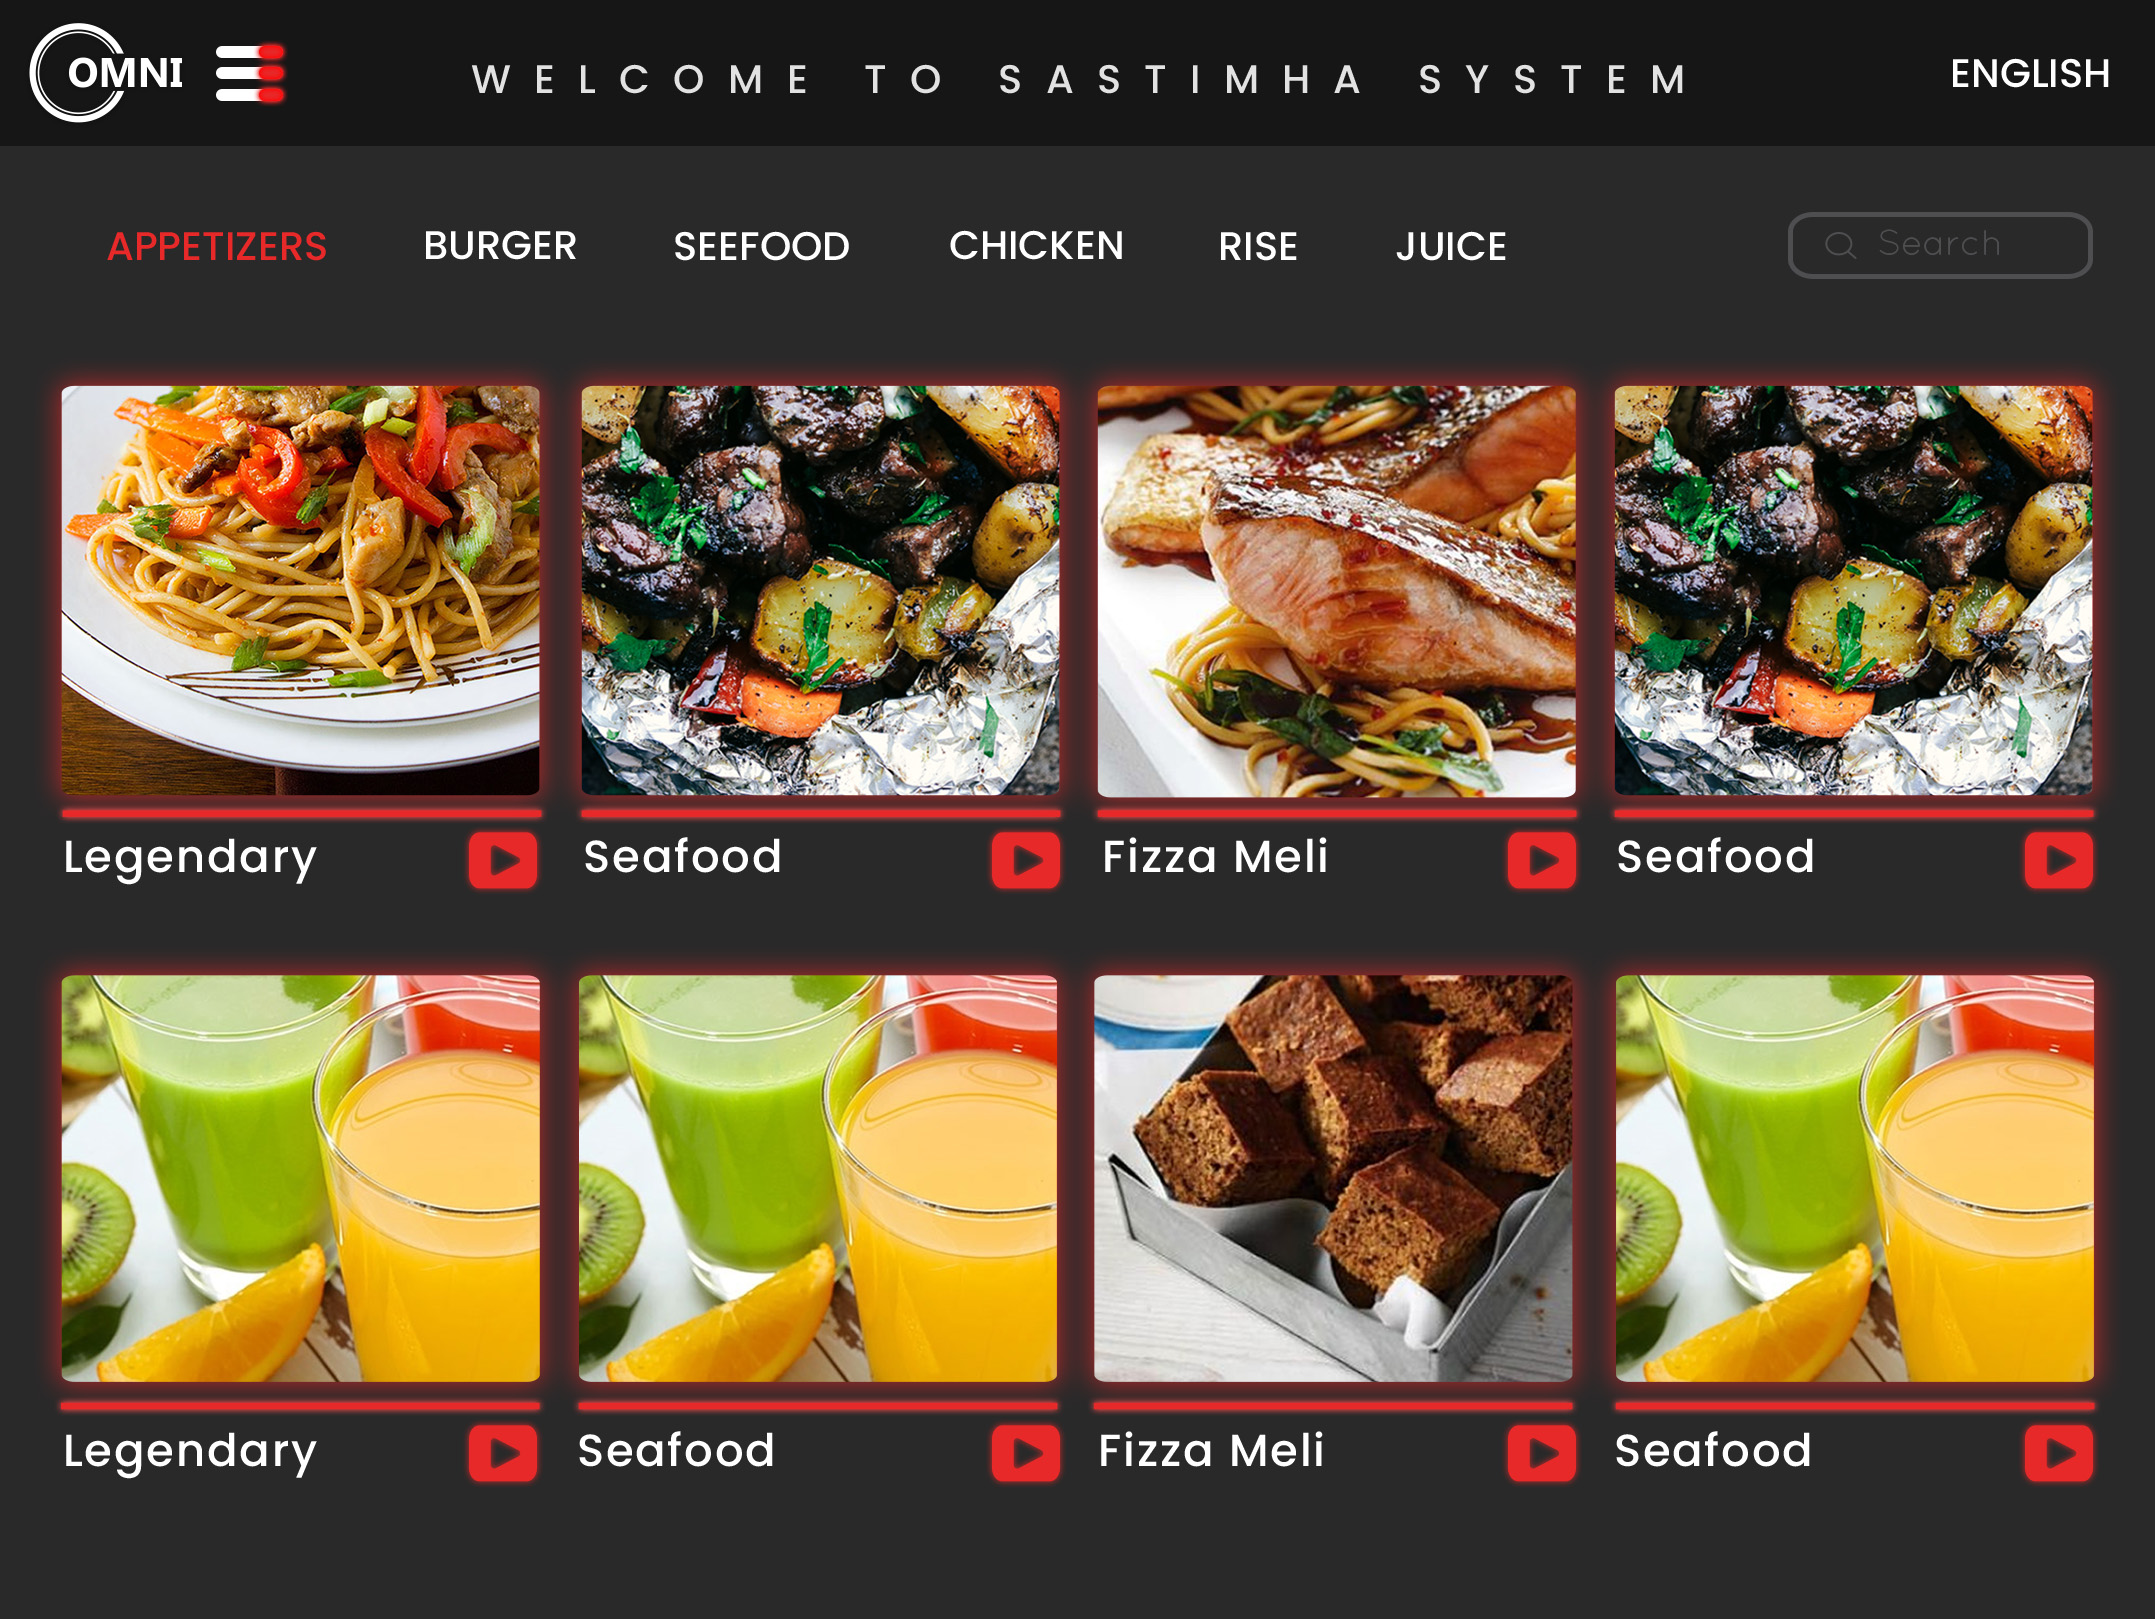 OMNI
WELCOME TO SASTIMHA SYSTEM
ENGLISH
APPETIZERS BURGER SEEFOOD CHICKEN RISE JUICE
Search
Legendary
Seafood
Fizza Meli
Seafood
Legendary
Seafood
Fizza Meli
Seafood